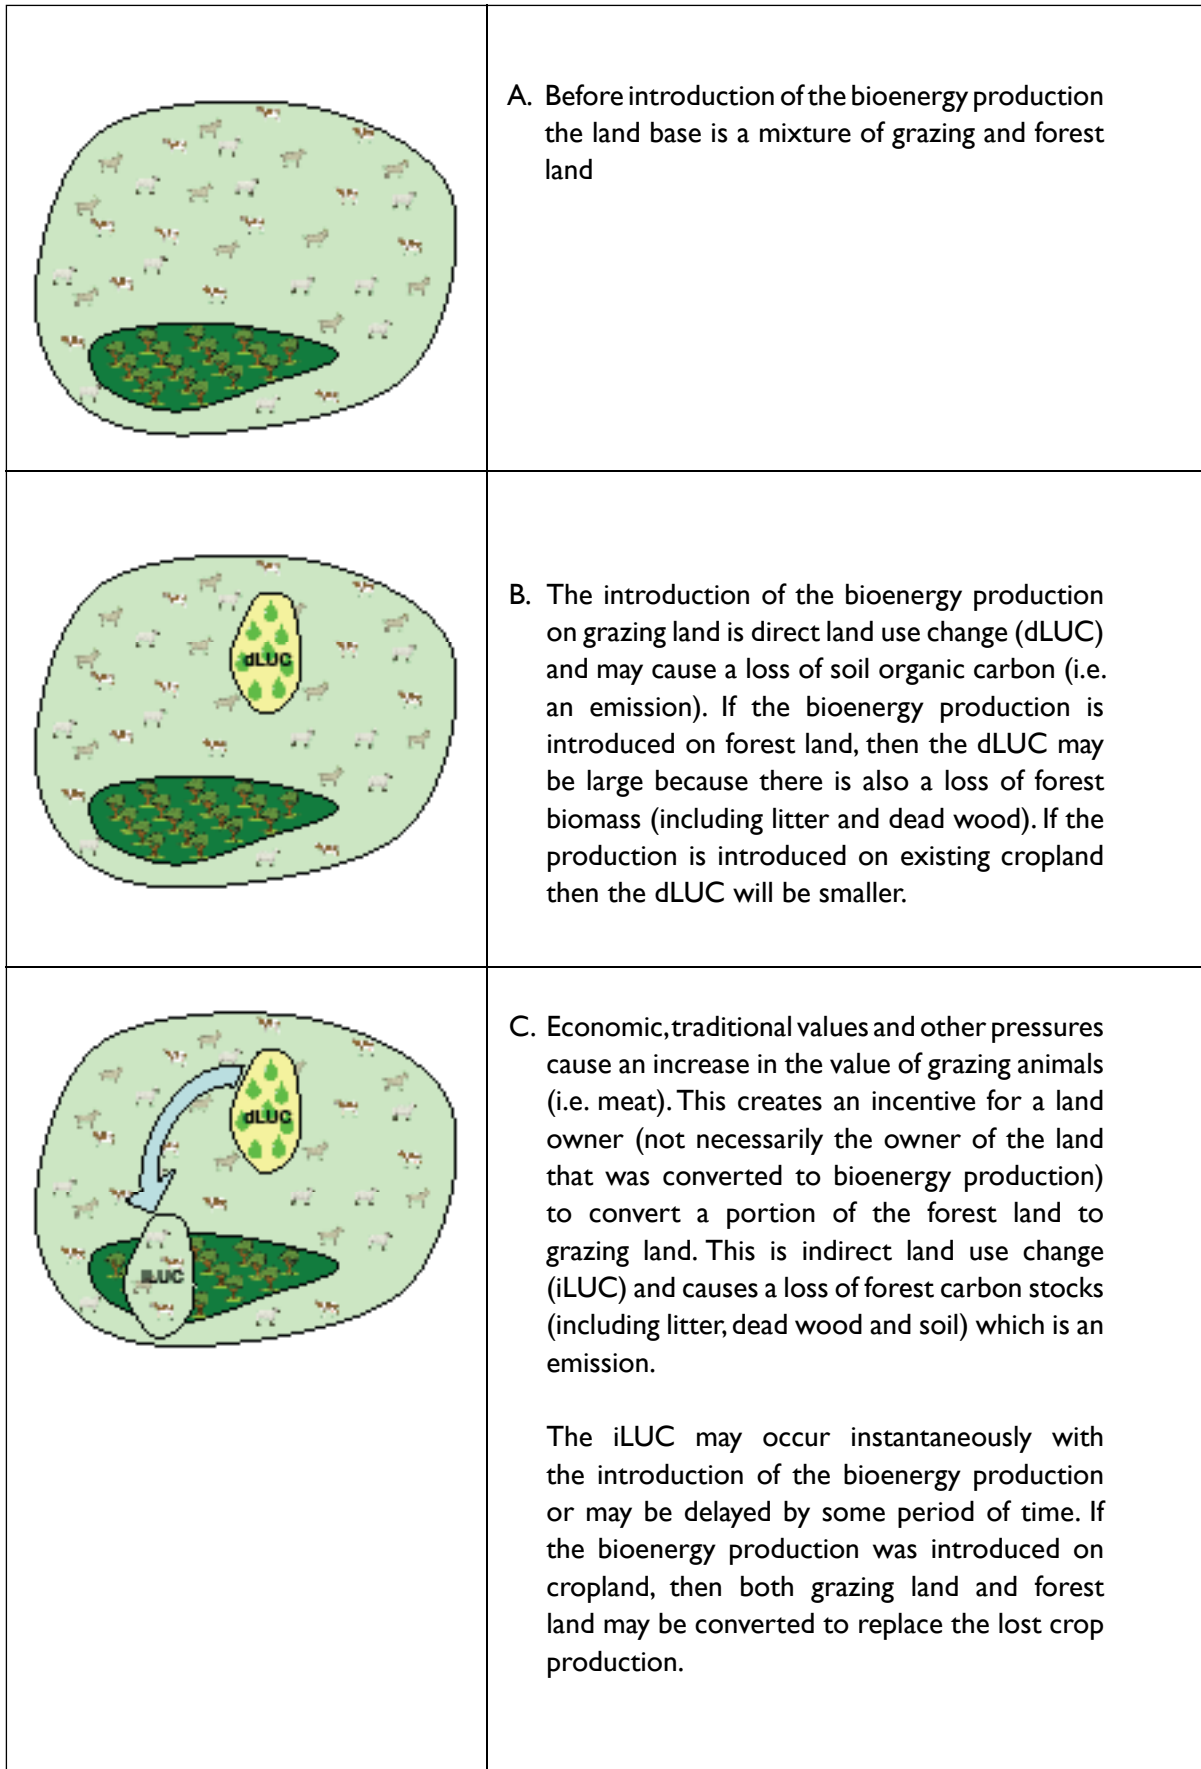 A. Before introduction of the bioenergy production
the land base is a mixture of grazing and forest
land
dLUC
B. The introduction of the bioenergy production
on grazing land is direct land use change (dLUC)
and may cause a loss of soil organic carbon (i.e.
an emission). If the bioenergy production is
introduced on forest land, then the dLUC may
be large because there is also a loss of forest
biomass (including litter and dead wood). If the
production is introduced on existing cropland
then the dLUC will be smaller.
dLUC
iLUC
C. Economic, traditional values and other pressures
cause an increase in the value of grazing animals
(i.e. meat). This creates an incentive for a land
owner (not necessarily the owner of the land
that was converted to bioenergy production)
to convert a portion of the forest land to
grazing land. This is indirect land use change
(iLUC) and causes a loss of forest carbon stocks
(including litter, dead wood and soil) which is an
emission.
The iLUC may occur instantaneously with
the introduction of the bioenergy production
or may be delayed by some period of time. If
the bioenergy production was introduced on
cropland, then both grazing land and forest
land may be converted to replace the lost crop
production.